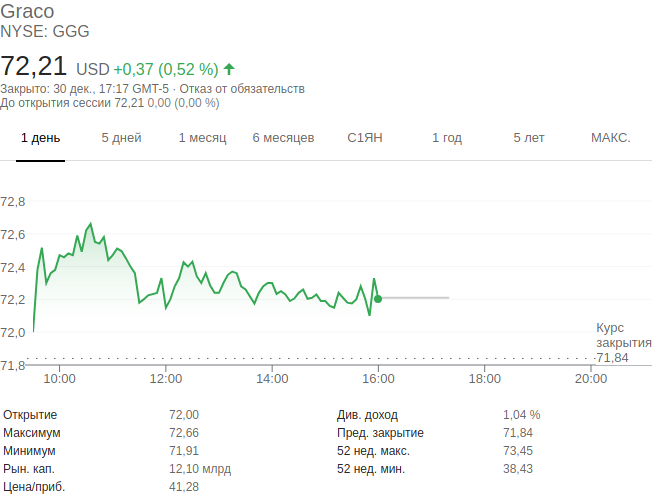 Graco
NYSE: GGG
72,21 USD +0,37 (0,52 %)
Закрыто: 30 дек., 17:17 GMT-5 · Отказ от обязательств
До открытия сессии 72,21 0,00 (0,00 %)
1 день 5 дней 1 месяц 6 месяцев С1ЯН 1 год 5 лет МАКС.
72,8
72,6
72,4
72,2
72,0
Курс
закрытия
71,84
71,8
10:00 12:00 14:00 16:00 18:00 20:00
Открытие 72,00 Див. доход 1,04 %
Максимум 72,66 Пред. закрытие 71,84
Минимум 71,91 52 нед. макс. 73,45
Рын. кап. 12,10 млрд 52 нед. мин. 38,43
Цена/приб. 41,28